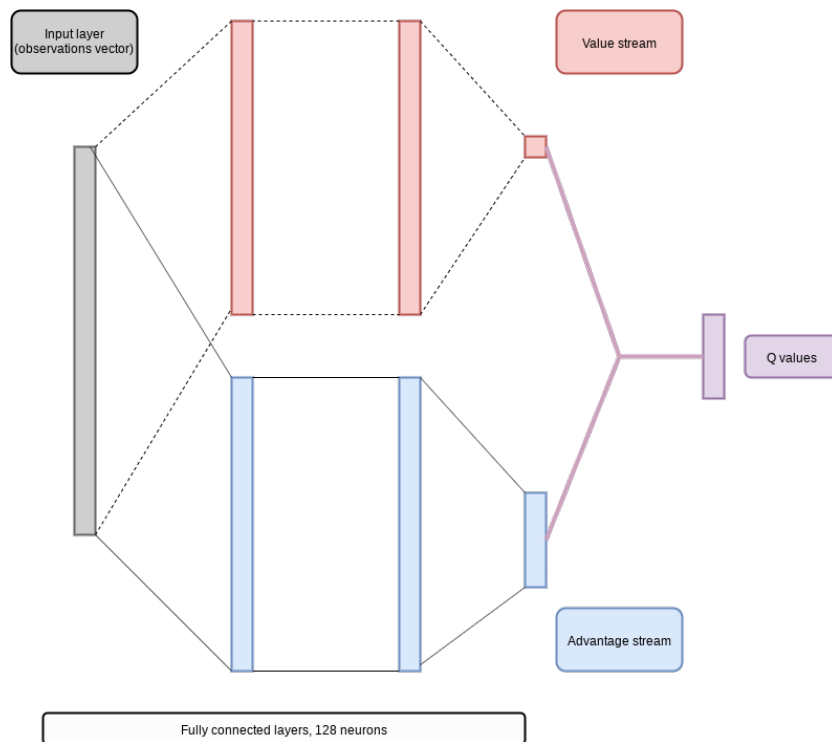 Input layer
(observations vector)
Value stream
Q values
Advantage stream
Fully connected layers, 128 neurons